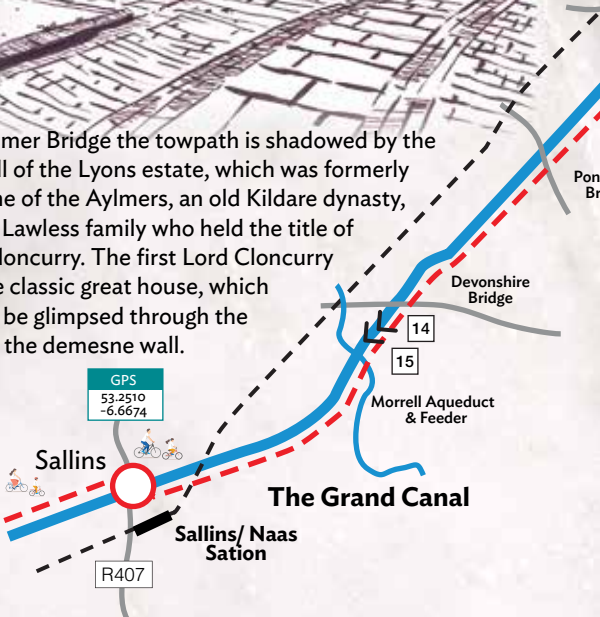 mer Bridge the towpath is shadowed by the
ll of the Lyons estate, which was formerly
ne of the Aylmers, an old Kildare dynasty,
Lawless family who held the title of
loncurry. The first Lord Cloncurry
e classic great house, which
be glimpsed through the
the demesne wall.
Pon
Br
Devonshire
Bridge
14
15
GPS
53.2510
-6.6674
Morrell Aqueduct
& Feeder
Sallins
The Grand Canal
Sallins/ Naas
Sation
R407